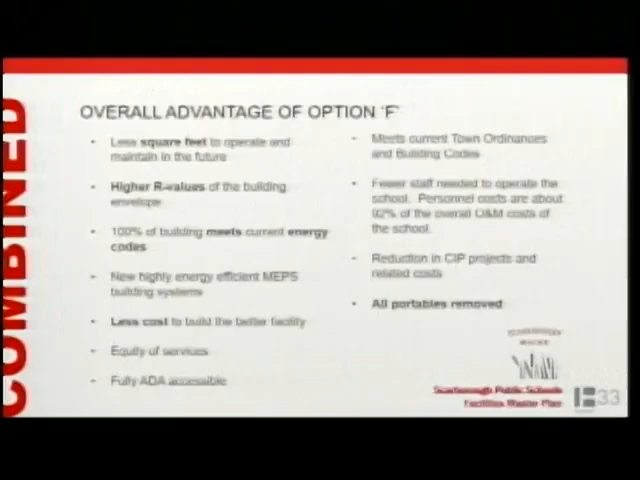 COMBINED
OVERALL ADVANTAGE OF OPTION 'F'
• Less square feet to operate and
maintain in the future
• Higher R-values of the building
envelope
• 100% of building meets current energy
codes
• New highly energy efficient MEPS
building systems
• Less cost to build the better facility
• Equity of services
• Fully ADA accessible
• Meets current Town Ordinances
and Building Codes
• Fewer staff needed to operate the
school. Personnel costs are about
92% of the overall O&M costs of
the school.
• Reduction in CIP projects and
related costs
• All portables removed
Scarborough Public Schools
Facilities Master Plan
33